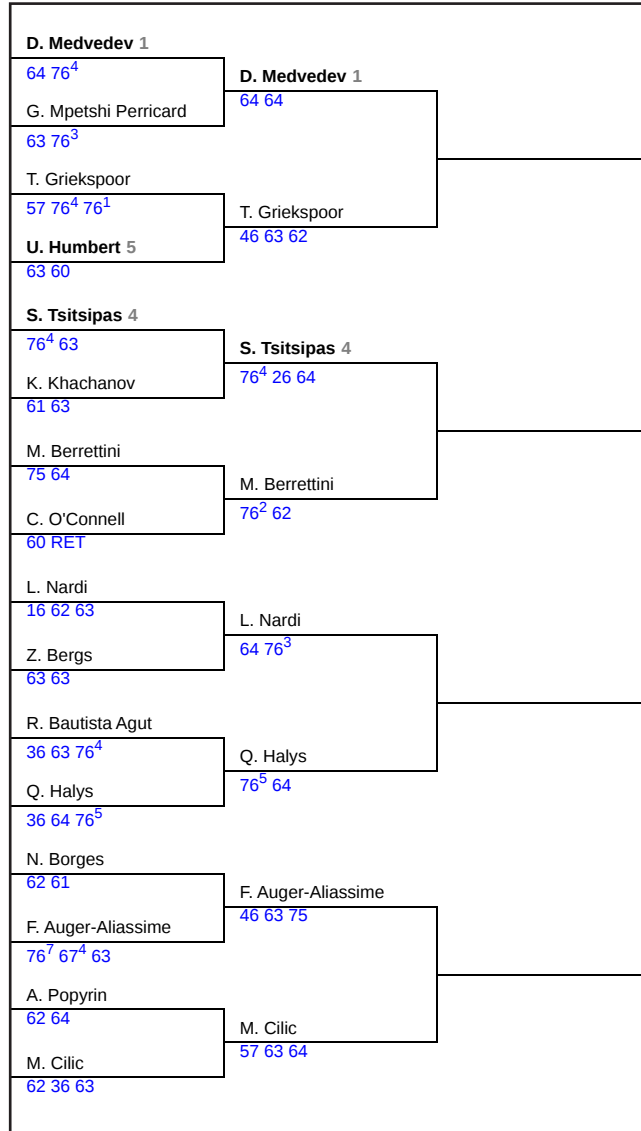 D. Medvedev 1
64 76⁴
G. Mpetshi Perricard
63 76³
T. Griekspoor
57 76⁴ 76¹
U. Humbert 5
63 60
S. Tsitsipas 4
76⁴ 63
K. Khachanov
61 63
M. Berrettini
75 64
C. O'Connell
60 RET
L. Nardi
16 62 63
Z. Bergs
63 63
R. Bautista Agut
36 63 76⁴
Q. Halys
36 64 76⁵
N. Borges
62 61
F. Auger-Aliassime
76⁷ 67⁴ 63
A. Popyrin
62 64
M. Cilic
62 36 63
D. Medvedev 1
64 64
T. Griekspoor
46 63 62
S. Tsitsipas 4
76⁴ 26 64
M. Berrettini
76² 62
L. Nardi
64 76³
Q. Halys
76⁵ 64
F. Auger-Aliassime
46 63 75
M. Cilic
57 63 64